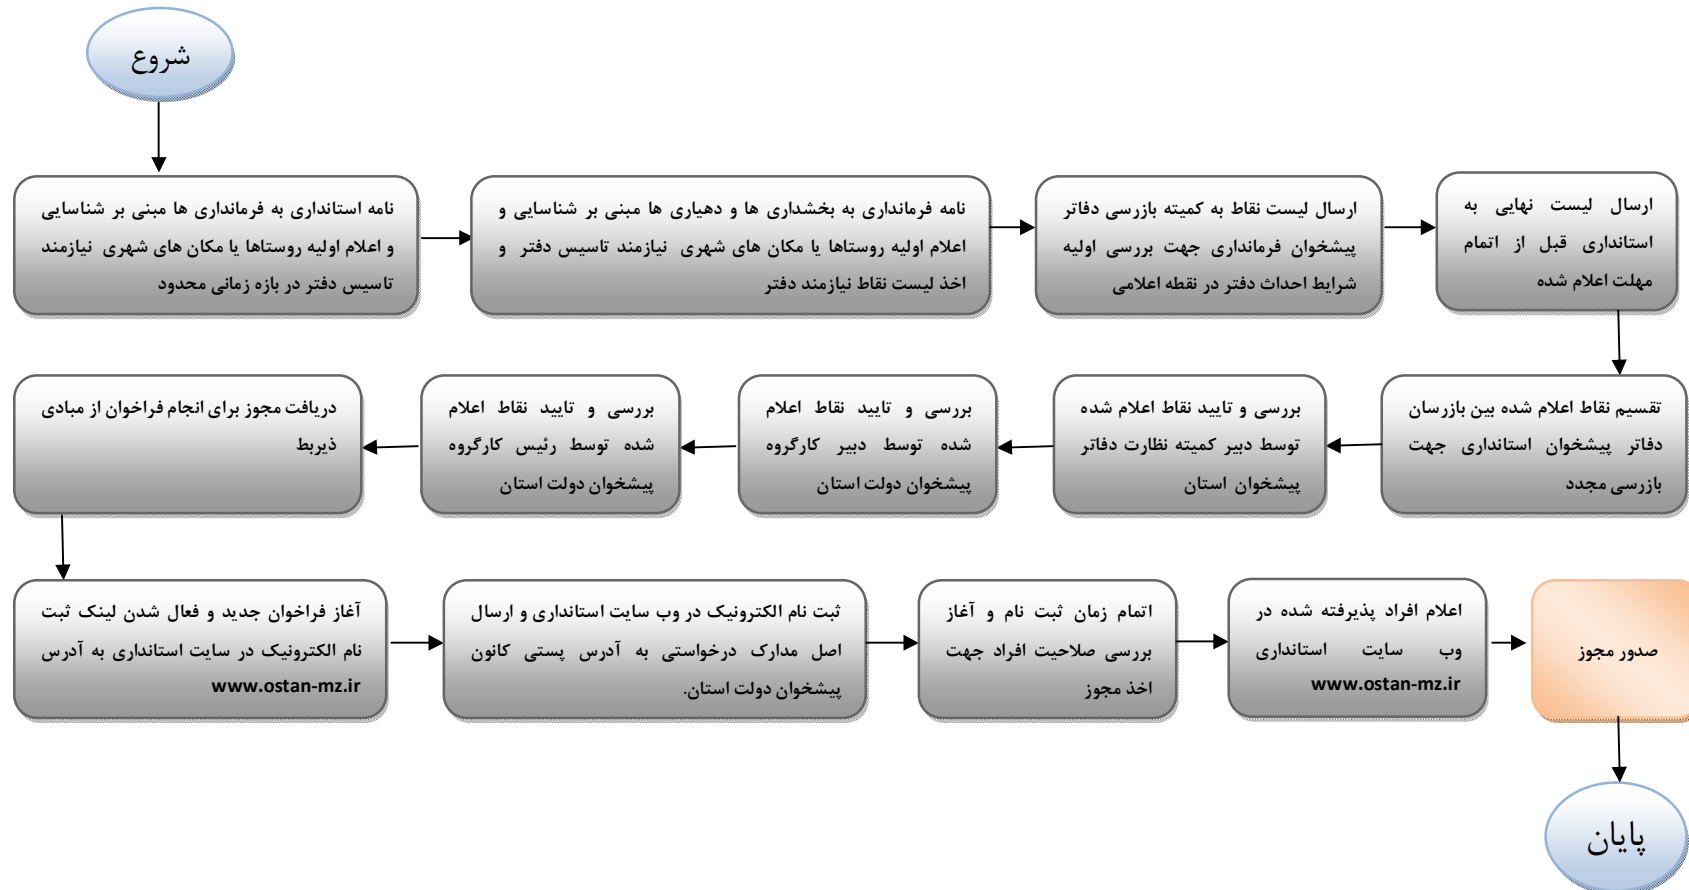 شروع
نامه استانداری به فرمانداری ها مبنی بر شناسایی
و اعلام اولیه روستاها یا مکان های شهری نیازمند
تاسیس دفتر در بازه زمانی محدود
نامه فرمانداری به بخشداری ها و دهیاری ها مبنی بر شناسایی و
اعلام اولیه روستاها یا مکان های شهری نیازمند تاسیس دفتر و
اخذ لیست نقاط نیازمند دفتر
ارسال لیست نقاط به کمیته بازرسی دفاتر
پیشخوان فرمانداری جهت بررسی اولیه
شرایط احداث دفتر در نقطه اعلامی
ارسال لیست نهایی به
استانداری قبل از اتمام
مهلت اعلام شده
تقسیم نقاط اعلام شده بین بازرسان
دفاتر پیشخوان استانداری جهت
بازرسی مجدد
بررسی و تایید نقاط اعلام شده
توسط دبیر کمیته نظارت دفاتر
پیشخوان استان
بررسی و تایید نقاط اعلام
شده توسط دبیر کارگروه
پیشخوان دولت استان
بررسی و تایید نقاط اعلام
شده توسط رئیس کارگروه
پیشخوان دولت استان
دریافت مجوز برای انجام فراخوان از مبادی
ذیربط
آغاز فراخوان جدید و فعال شدن لینک ثبت
نام الکترونیک در سایت استانداری به آدرس
www.ostan-mz.ir
ثبت نام الکترونیک در وب سایت استانداری و ارسال
اصل مدارک درخواستی به آدرس پستی کانون
پیشخوان دولت استان.
اتمام زمان ثبت نام و آغاز
بررسی صلاحیت افراد جهت
اخذ مجوز
اعلام افراد پذیرفته شده در
وب سایت استانداری
www.ostan-mz.ir
صدور مجوز
پایان